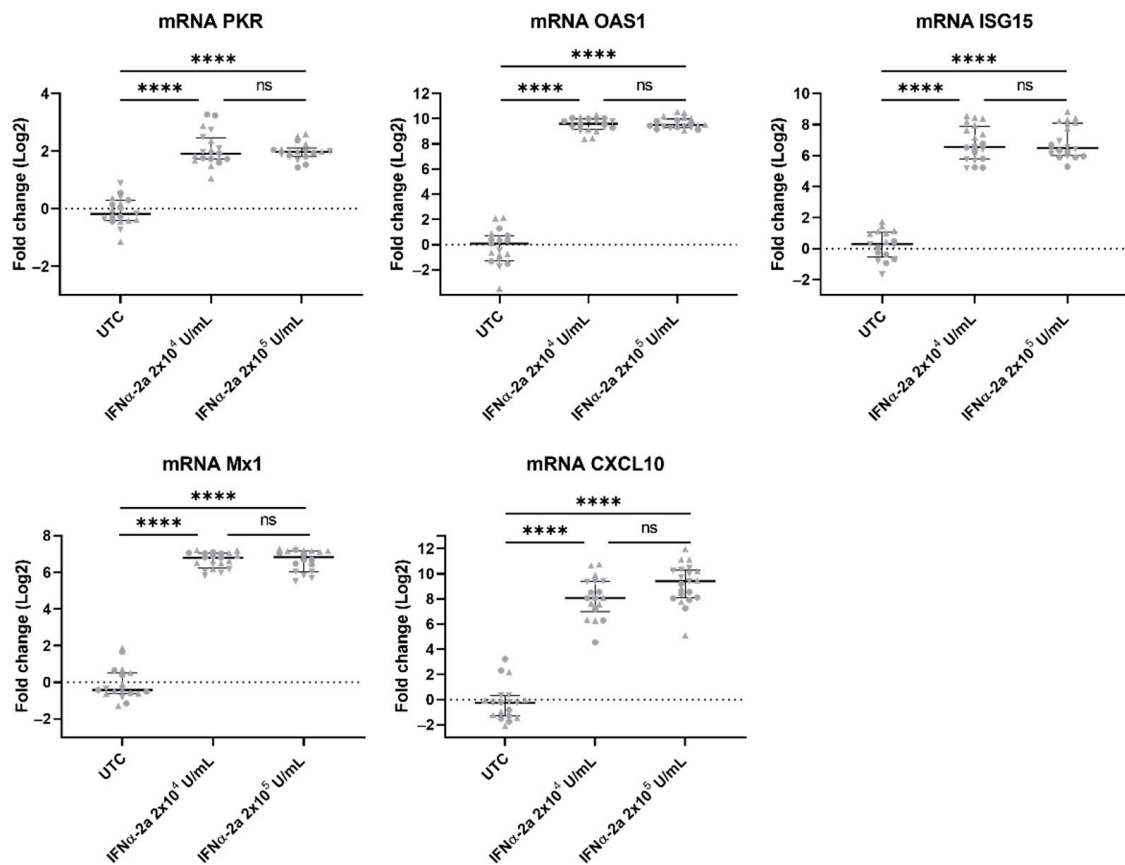 mRNA PKR
****
****
ns
Fold change (Log2)
4
2
0
–2
UTC
IFNα-2a 2x10⁴ U/mL
IFNα-2a 2x10⁵ U/mL
mRNA OAS1
****
****
ns
Fold change (Log2)
12
10
8
6
4
2
0
–2
–4
UTC
IFNα-2a 2x10⁴ U/mL
IFNα-2a 2x10⁵ U/mL
mRNA ISG15
****
****
ns
Fold change (Log2)
10
8
6
4
2
0
–2
UTC
IFNα-2a 2x10⁴ U/mL
IFNα-2a 2x10⁵ U/mL
mRNA Mx1
****
****
ns
Fold change (Log2)
8
6
4
2
0
–2
UTC
IFNα-2a 2x10⁴ U/mL
IFNα-2a 2x10⁵ U/mL
mRNA CXCL10
****
****
ns
Fold change (Log2)
12
10
8
6
4
2
0
–2
UTC
IFNα-2a 2x10⁴ U/mL
IFNα-2a 2x10⁵ U/mL